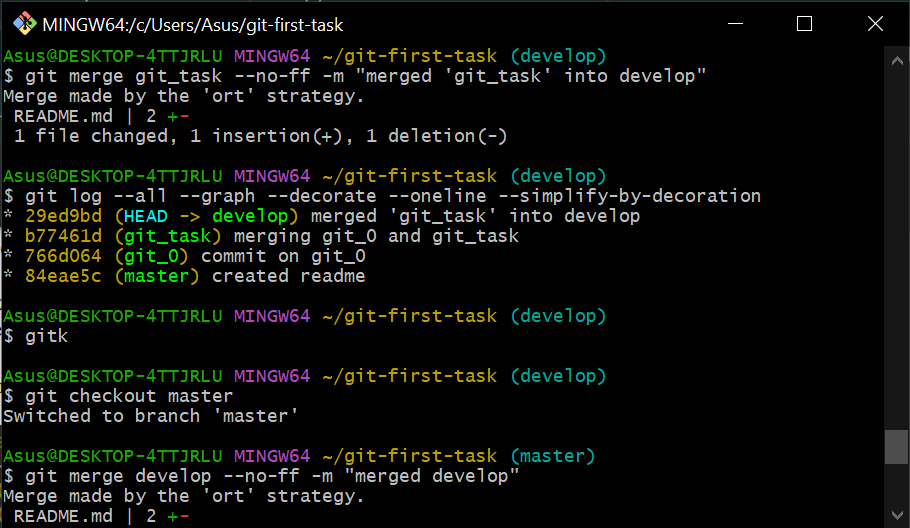 MINGW64:/c/Users/Asus/git-first-task
Asus@DESKTOP-4TTJRLU MINGW64 ~/git-first-task (develop)
$ git merge git_task --no-ff -m "merged 'git_task' into develop"
Merge made by the 'ort' strategy.
 README.md | 2 +-
 1 file changed, 1 insertion(+), 1 deletion(-)
Asus@DESKTOP-4TTJRLU MINGW64 ~/git-first-task (develop)
$ git log --all --graph --decorate --oneline --simplify-by-decoration
* 29ed9bd (HEAD -> develop) merged 'git_task' into develop
* b77461d (git_task) merging git_0 and git_task
* 766d064 (git_0) commit on git_0
* 84eae5c (master) created readme
Asus@DESKTOP-4TTJRLU MINGW64 ~/git-first-task (develop)
$ gitk
Asus@DESKTOP-4TTJRLU MINGW64 ~/git-first-task (develop)
$ git checkout master
Switched to branch 'master'
Asus@DESKTOP-4TTJRLU MINGW64 ~/git-first-task (master)
$ git merge develop --no-ff -m "merged develop"
Merge made by the 'ort' strategy.
 README.md | 2 +-